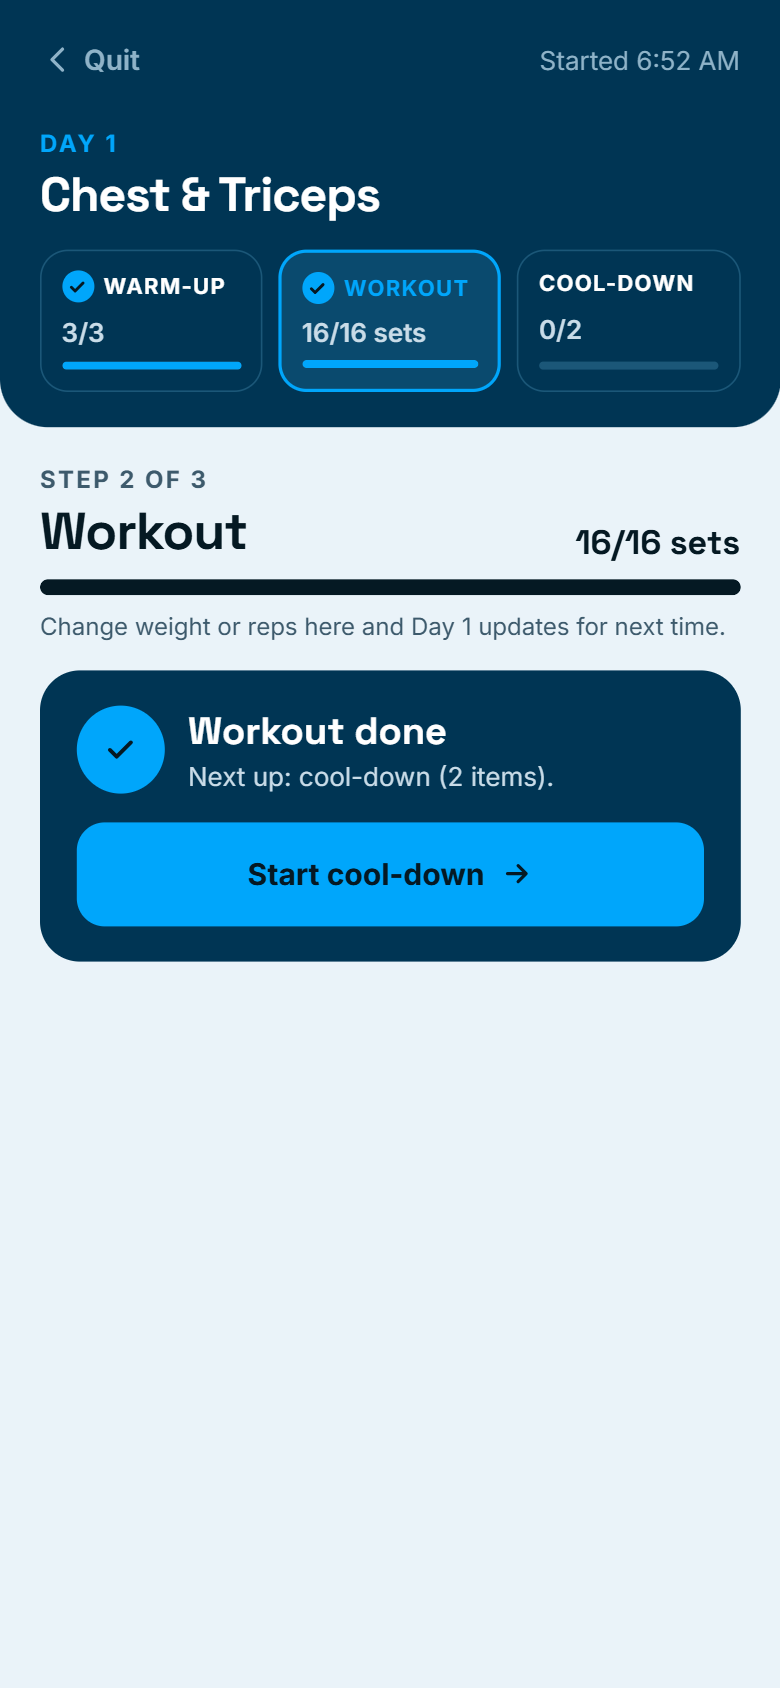 Quit
Started 6:52 AM
DAY 1
Chest & Triceps
WARM-UP
3/3
WORKOUT
16/16 sets
COOL-DOWN
0/2
STEP 2 OF 3
Workout
16/16 sets
Change weight or reps here and Day 1 updates for next time.
Workout done
Next up: cool-down (2 items).
Start cool-down →